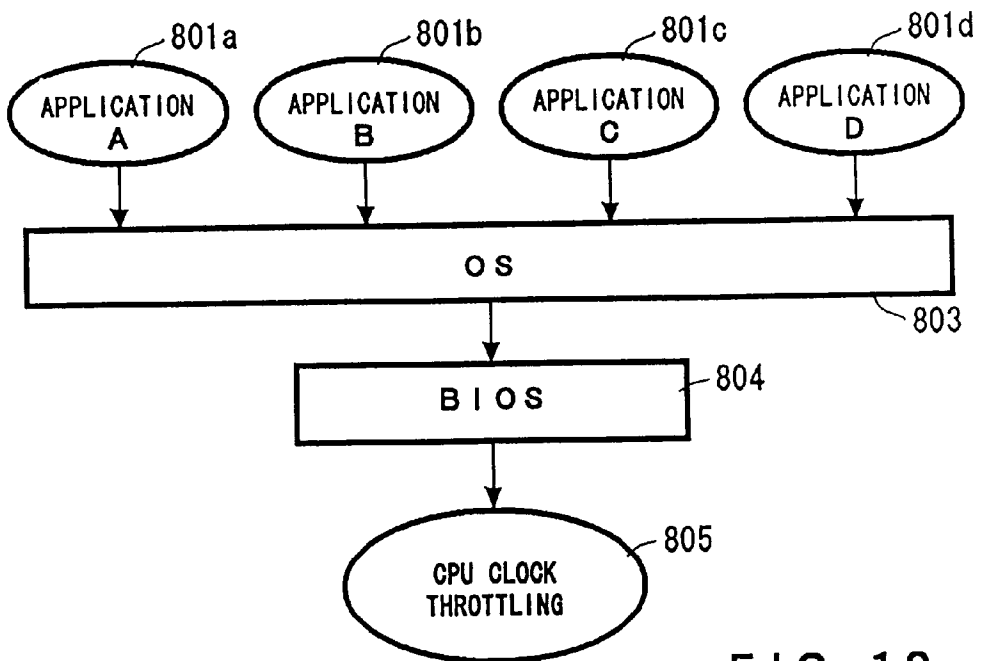 801a
801b
801c
801d
APPLICATION
A
APPLICATION
B
APPLICATION
C
APPLICATION
D
OS
803
BIOS
804
805
CPU CLOCK
THROTTLING